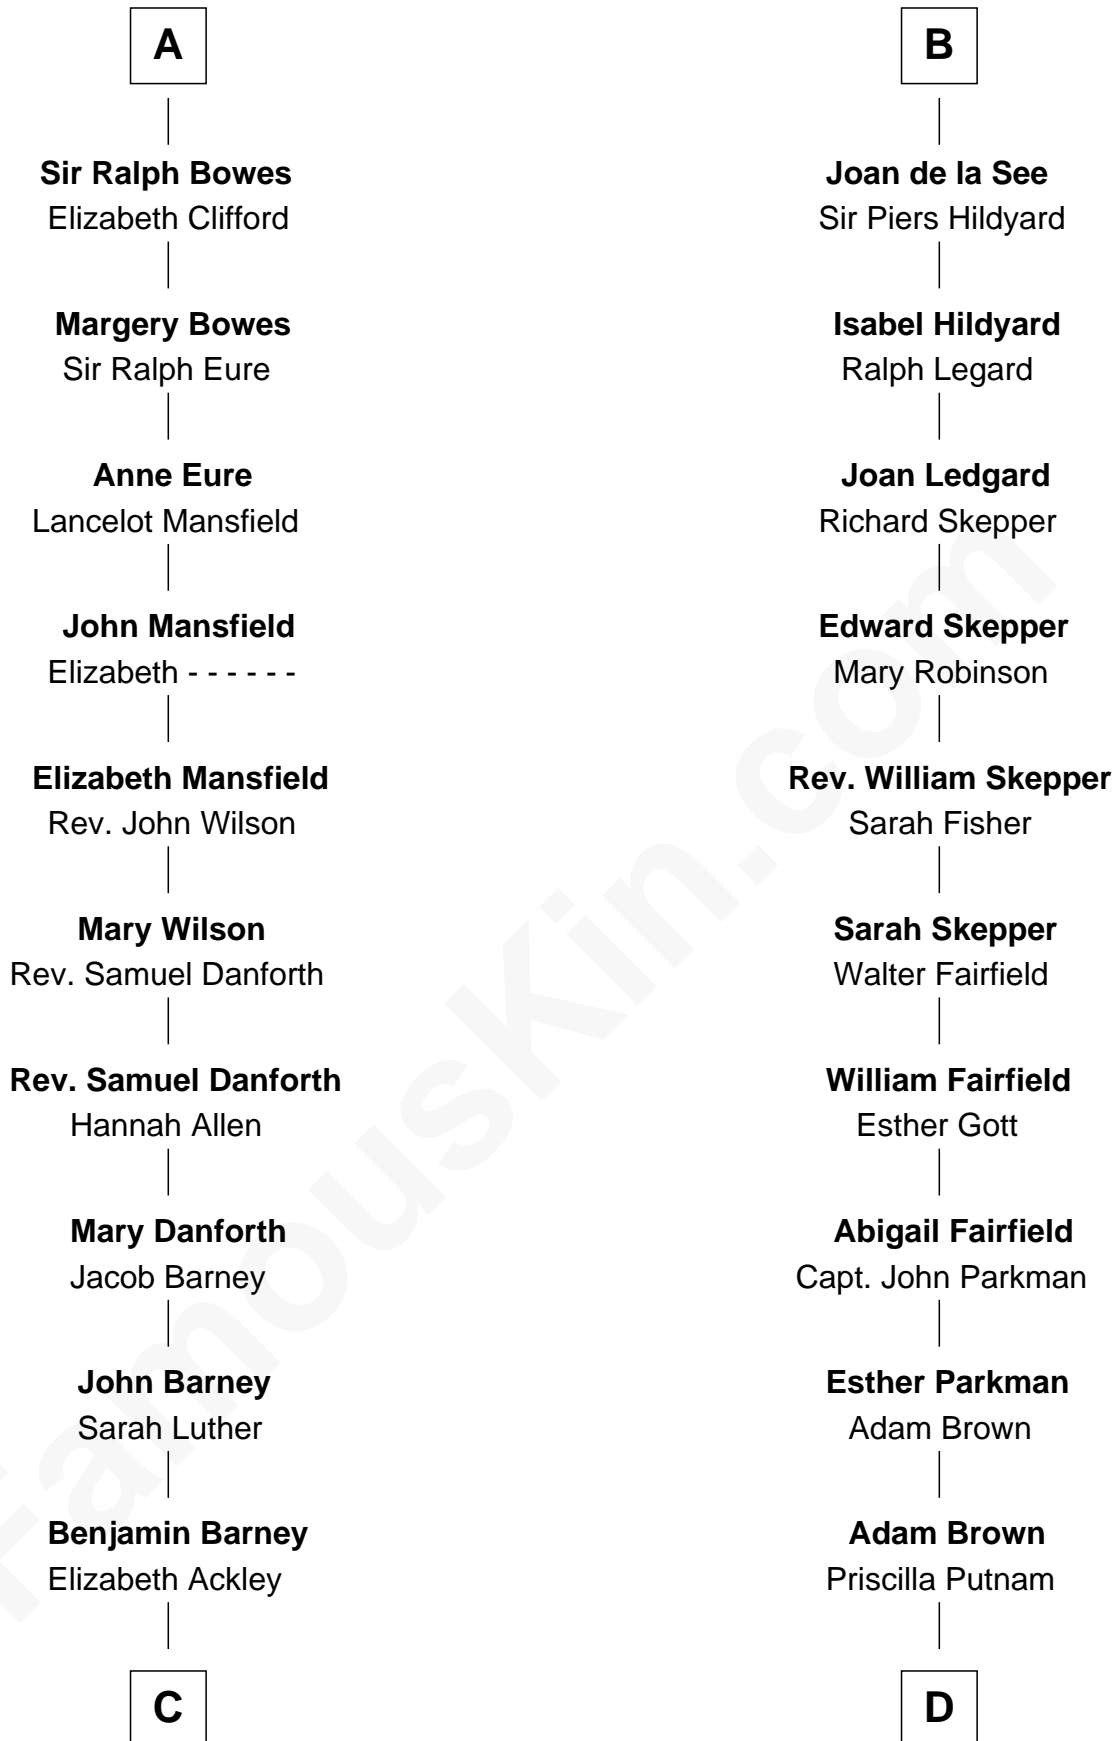 A
Sir Ralph Bowes
Elizabeth Clifford
Margery Bowes
Sir Ralph Eure
Anne Eure
Lancelot Mansfield
John Mansfield
Elizabeth - - - - - -
Elizabeth Mansfield
Rev. John Wilson
Mary Wilson
Rev. Samuel Danforth
Rev. Samuel Danforth
Hannah Allen
Mary Danforth
Jacob Barney
John Barney
Sarah Luther
Benjamin Barney
Elizabeth Ackley
C
B
Joan de la See
Sir Piers Hildyard
Isabel Hildyard
Ralph Legard
Joan Ledgard
Richard Skepper
Edward Skepper
Mary Robinson
Rev. William Skepper
Sarah Fisher
Sarah Skepper
Walter Fairfield
William Fairfield
Esther Gott
Abigail Fairfield
Capt. John Parkman
Esther Parkman
Adam Brown
Adam Brown
Priscilla Putnam
D
FamousKin.com